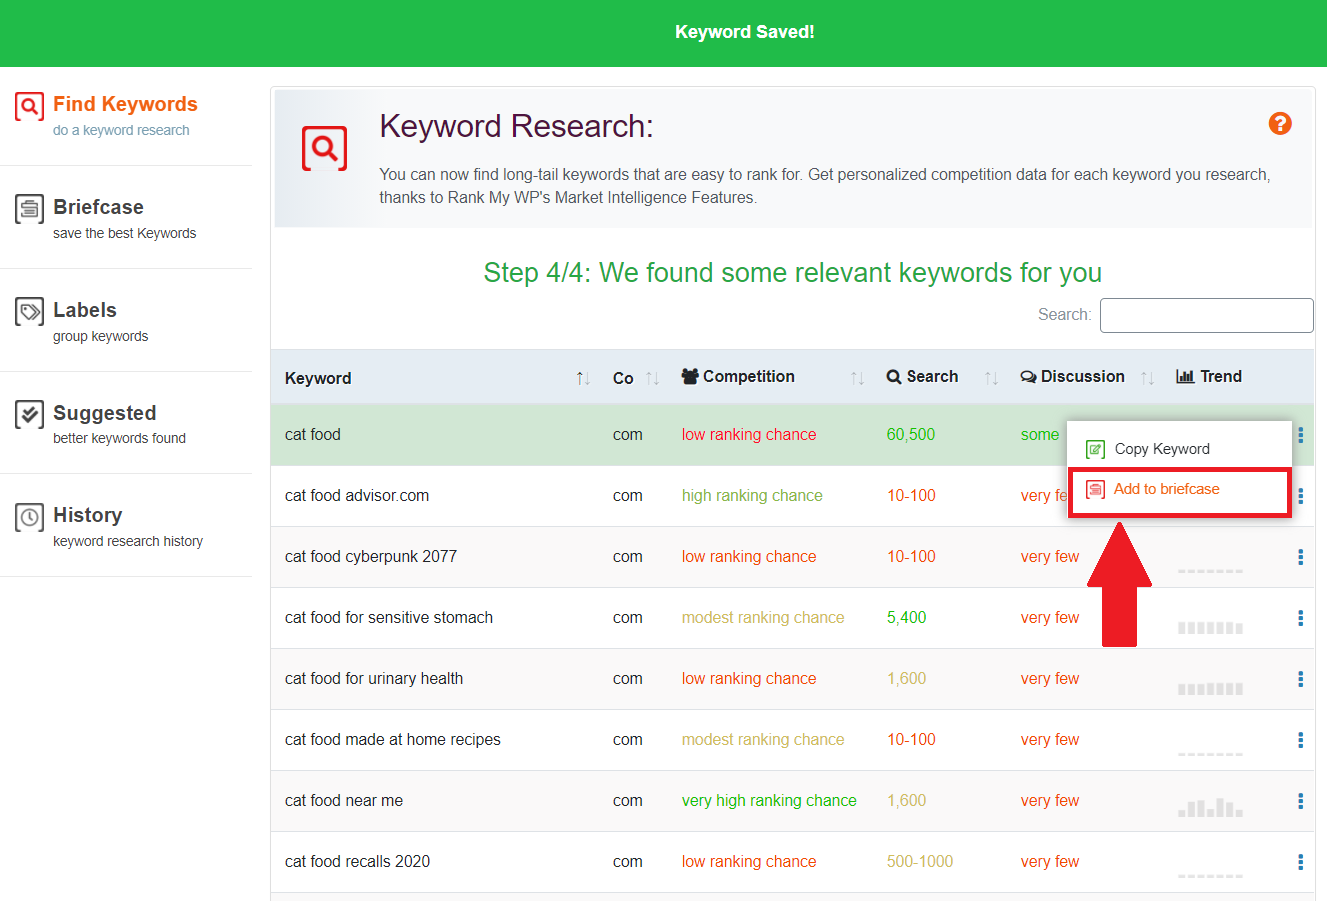 Keyword Saved!
Find Keywords
do a keyword research
Briefcase
save the best Keywords
Labels
group keywords
Suggested
better keywords found
History
keyword research history
Keyword Research:
?
You can now find long-tail keywords that are easy to rank for. Get personalized competition data for each keyword you research,
thanks to Rank My WP's Market Intelligence Features.
Step 4/4: We found some relevant keywords for you
Search:
Keyword Co Competition Search Discussion Trend
cat food com low ranking chance 60,500 some
Copy Keyword
Add to briefcase
cat food advisor.com com high ranking chance 10-100 very fe
cat food cyberpunk 2077 com low ranking chance 10-100 very few
cat food for sensitive stomach com modest ranking chance 5,400 very few
cat food for urinary health com low ranking chance 1,600 very few
cat food made at home recipes com modest ranking chance 10-100 very few
cat food near me com very high ranking chance 1,600 very few
cat food recalls 2020 com low ranking chance 500-1000 very few